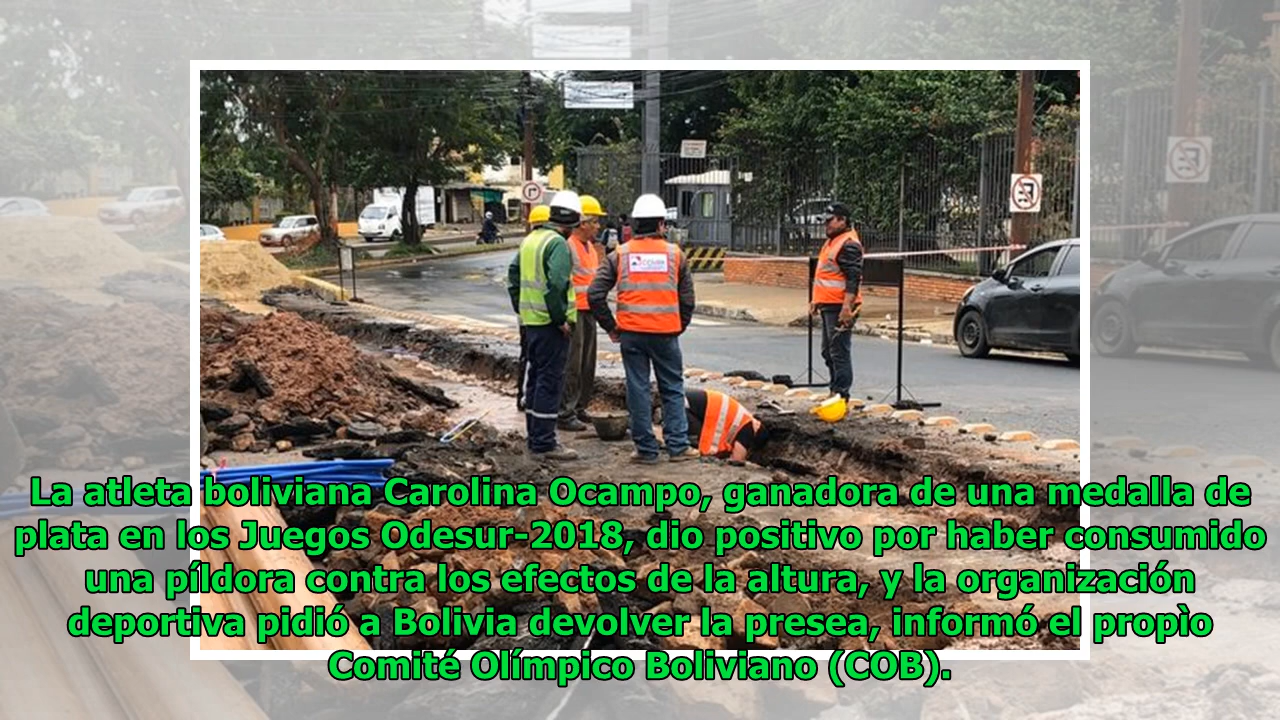 La atleta boliviana Carolina Ocampo, ganadora de una medalla de
plata en los Juegos Odesur-2018, dio positivo por haber consumido
una píldora contra los efectos de la altura, y la organización
deportiva pidió a Bolivia devolver la presea, informó el propìo
Comité Olímpico Boliviano (COB).